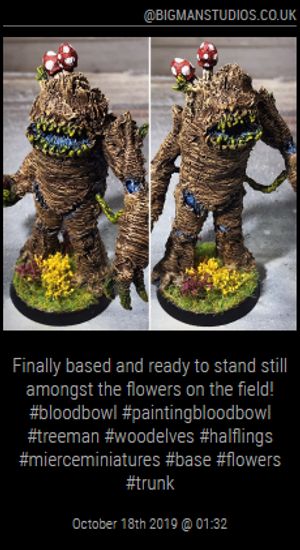 @BIGMANSTUDIOS.CO.UK
Finally based and ready to stand still
amongst the flowers on the field!
#bloodbowl #paintingbloodbowl
#treeman #woodelves #halflings
#mierceminiatures #base #flowers
#trunk
October 18th 2019 @ 01:32